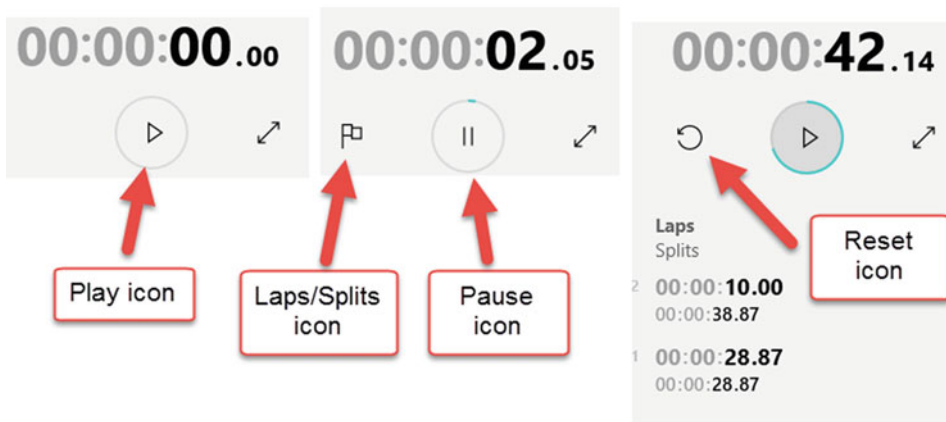 00:00:00.00
00:00:02.05
00:00:42.14
Play icon
Laps/Splits
icon
Pause
icon
Reset
icon
Laps
Splits
2 00:00:10.00
00:00:38.87
1 00:00:28.87
00:00:28.87